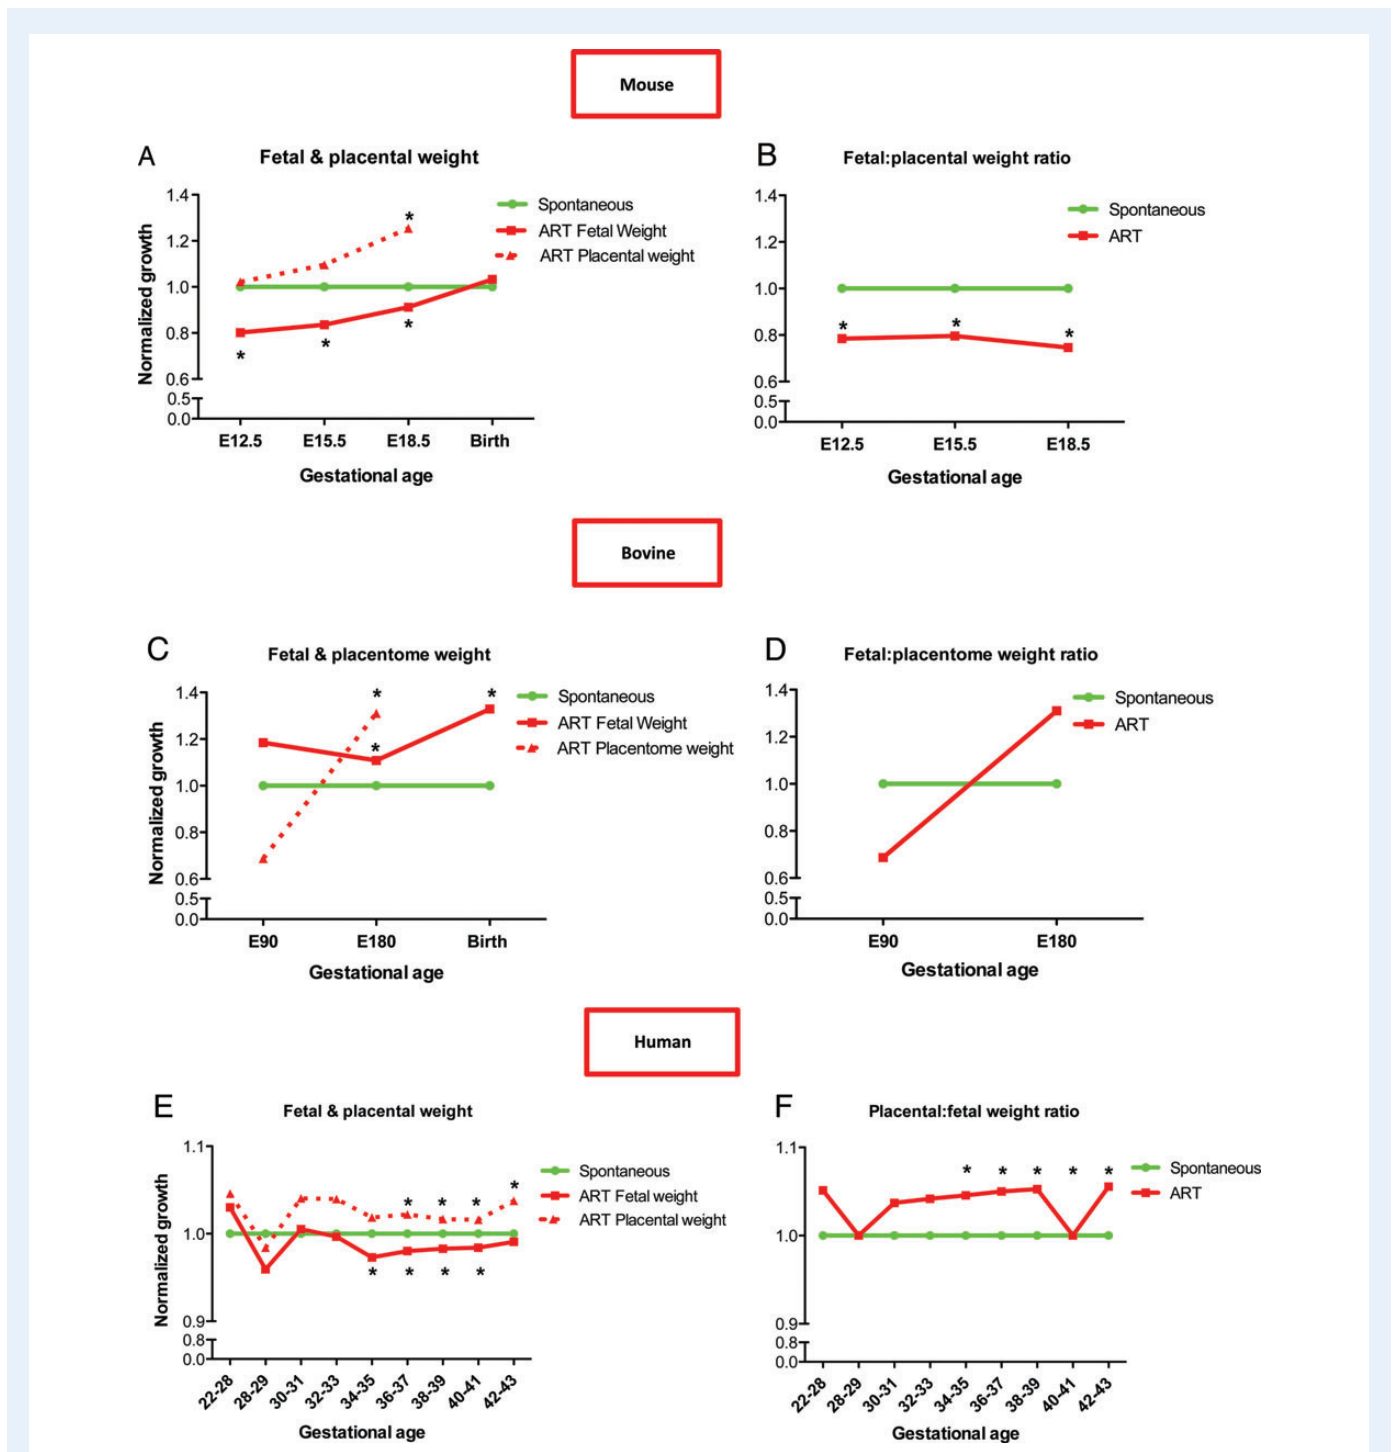 Mouse
A
Fetal & placental weight
Normalized growth
1.4
1.2
1.0
0.8
0.6
0.5
0.0
Spontaneous
ART Fetal Weight
ART Placental weight
*
*
*
*
E12.5 E15.5 E18.5 Birth
Gestational age
B
Fetal:placental weight ratio
1.4
1.2
1.0
0.8
0.6
0.5
0.0
Spontaneous
ART
* * *
E12.5 E15.5 E18.5
Gestational age
Bovine
C
Fetal & placentome weight
Normalized growth
1.4
1.2
1.0
0.8
0.6
0.5
0.0
Spontaneous
ART Fetal Weight
ART Placentome weight
* *
*
E90 E180 Birth
Gestational age
D
Fetal:placentome weight ratio
1.4
1.2
1.0
0.8
0.6
0.5
0.0
Spontaneous
ART
E90 E180
Gestational age
Human
E
Fetal & placental weight
Normalized growth
1.1
1.0
0.9
0.8
0.0
Spontaneous
ART Fetal weight
ART Placental weight
* * * *
* * * *
22-28 28-29 30-31 32-33 34-35 36-37 38-39 40-41 42-43
Gestational age
F
Placental:fetal weight ratio
1.1
1.0
0.9
0.8
0.0
Spontaneous
ART
* * * * *
22-28 28-29 30-31 32-33 34-35 36-37 38-39 40-41 42-43
Gestational age